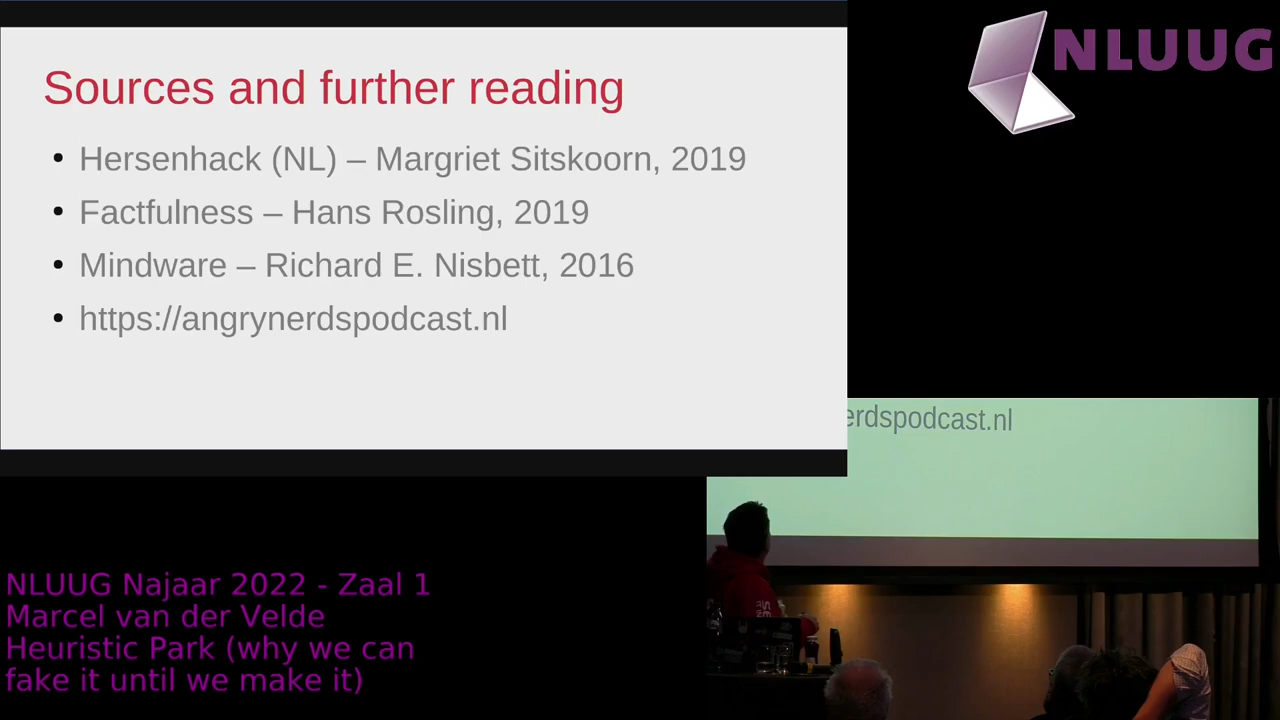 Sources and further reading
Hersenhack (NL) – Margriet Sitskoorn, 2019
Factfulness – Hans Rosling, 2019
Mindware – Richard E. Nisbett, 2016
https://angrynerdspodcast.nl
NLUUG
erdspodcast.nl
NLUUG Najaar 2022 - Zaal 1
Marcel van der Velde
Heuristic Park (why we can
fake it until we make it)